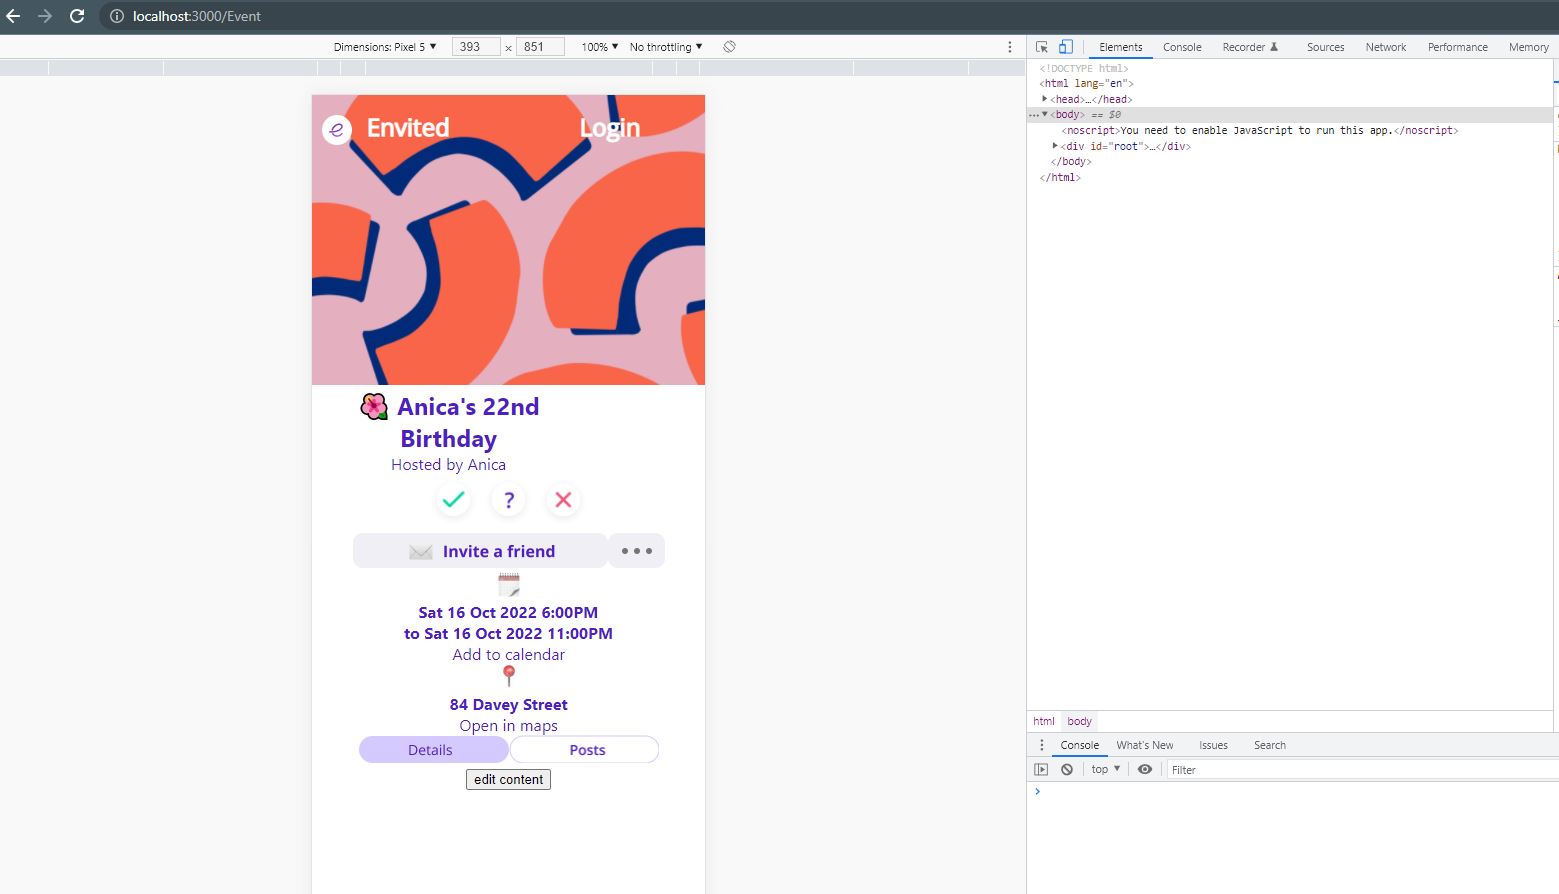 localhost:3000/Event
Dimensions: Pixel 5 ▼ 393 × 851 100% ▼ No throttling ▼
Elements Console Recorder Sources Network Performance Memory
<!DOCTYPE html>
<html lang="en">
▶<head>…</head>
…▼<body> == $0
<noscript>You need to enable JavaScript to run this app.</noscript>
▶<div id="root">…</div>
</body>
</html>
html body
Console What's New Issues Search
top ▼ Filter
e Envited Login
Anica's 22nd
Birthday
Hosted by Anica
?
Invite a friend •••
Sat 16 Oct 2022 6:00PM
to Sat 16 Oct 2022 11:00PM
Add to calendar
84 Davey Street
Open in maps
Details Posts
edit content